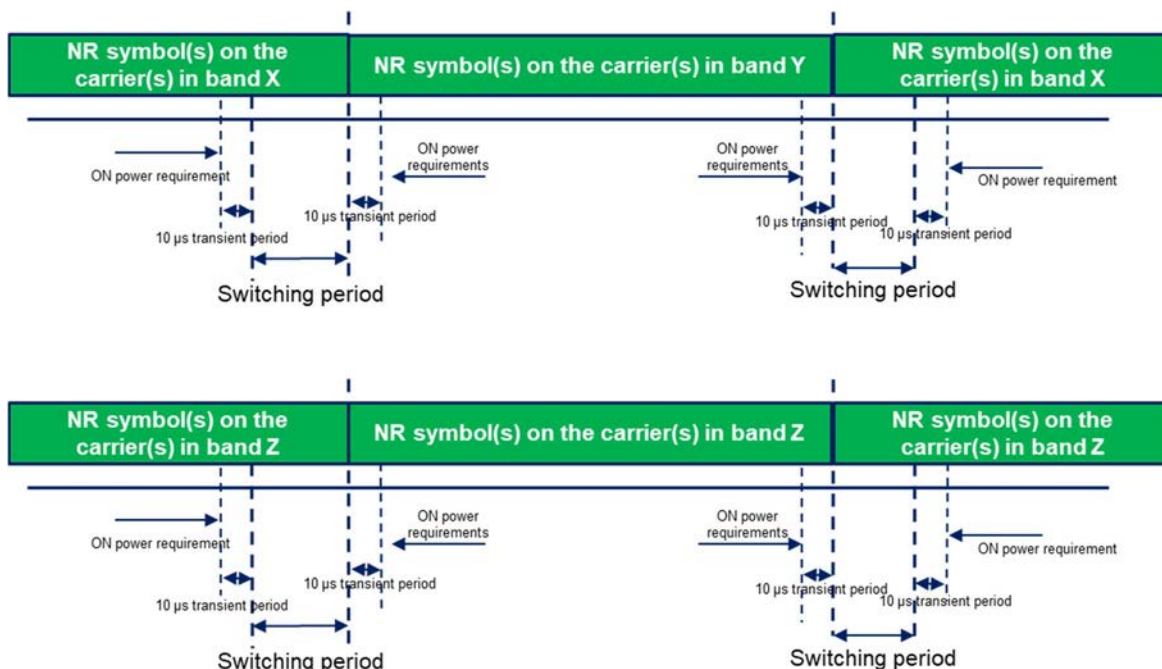 NR symbol(s) on the
carrier(s) in band X
NR symbol(s) on the carrier(s) in band Y
NR symbol(s) on the
carrier(s) in band X
ON power requirement
ON power
requirements
ON power
requirements
ON power requirement
10 µs transient period
10 µs transient period
10 µs transient period
10 µs transient period
Switching period
Switching period
NR symbol(s) on the
carrier(s) in band Z
NR symbol(s) on the carrier(s) in band Z
NR symbol(s) on the
carrier(s) in band Z
ON power requirement
ON power
requirements
ON power
requirements
ON power requirement
10 µs transient period
10 µs transient period
10 µs transient period
10 µs transient period
Switching period
Switching period